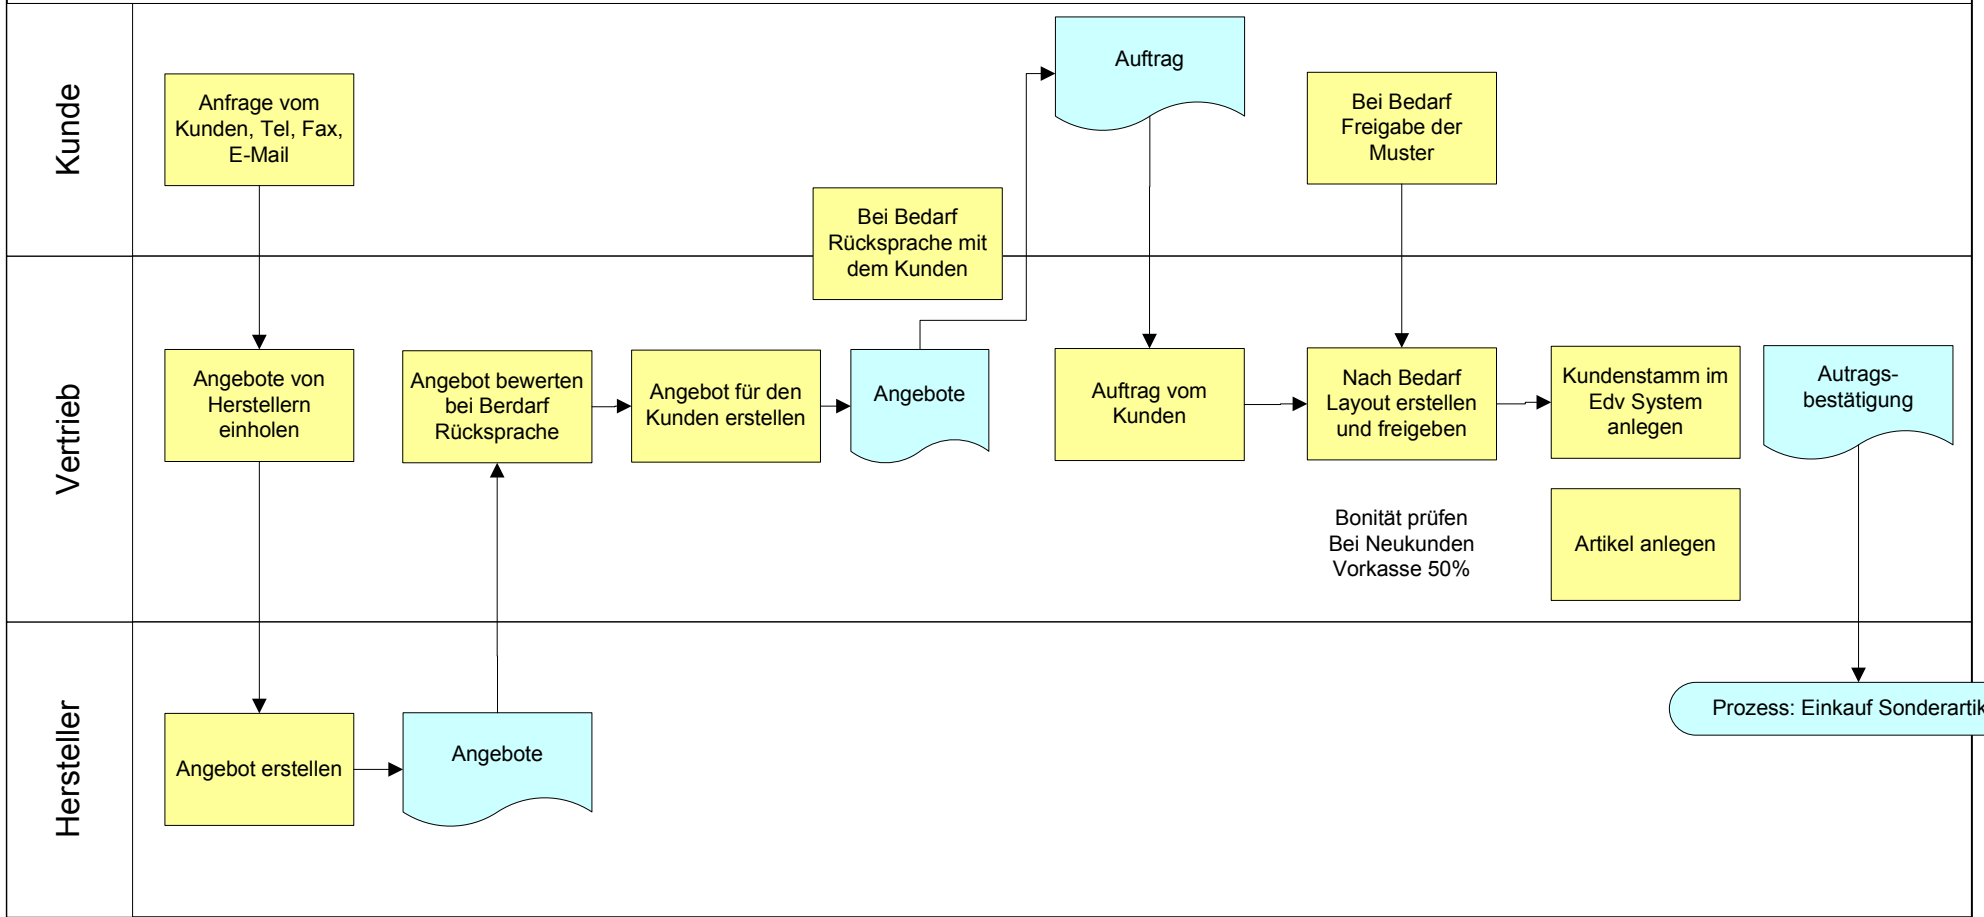 Kunde
Anfrage vom
Kunden, Tel, Fax,
E-Mail
Bei Bedarf
Rücksprache mit
dem Kunden
Auftrag
Bei Bedarf
Freigabe der
Muster
Vertrieb
Angebote von
Herstellern
einholen
Angebot bewerten
bei Berdarf
Rücksprache
Angebot für den
Kunden erstellen
Angebote
Auftrag vom
Kunden
Nach Bedarf
Layout erstellen
und freigeben
Kundenstamm im
Edv System
anlegen
Autrags-
bestätigung
Bonität prüfen
Bei Neukunden
Vorkasse 50%
Artikel anlegen
Hersteller
Angebot erstellen
Angebote
Prozess: Einkauf Sonderartik